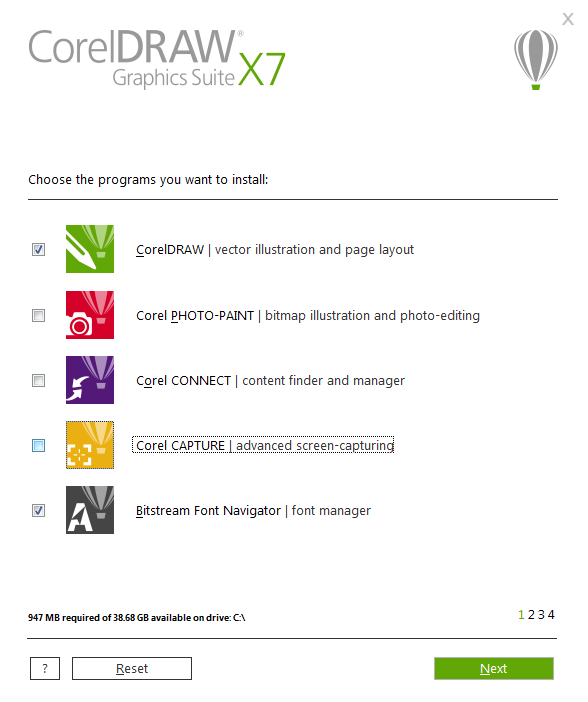 X
CorelDRAW®
Graphics Suite X7
Choose the programs you want to install:
CorelDRAW | vector illustration and page layout
Corel PHOTO-PAINT | bitmap illustration and photo-editing
Corel CONNECT | content finder and manager
Corel CAPTURE | advanced screen-capturing
Bitstream Font Navigator | font manager
947 MB required of 38.68 GB available on drive: C:\
1 2 3 4
?
Reset
Next